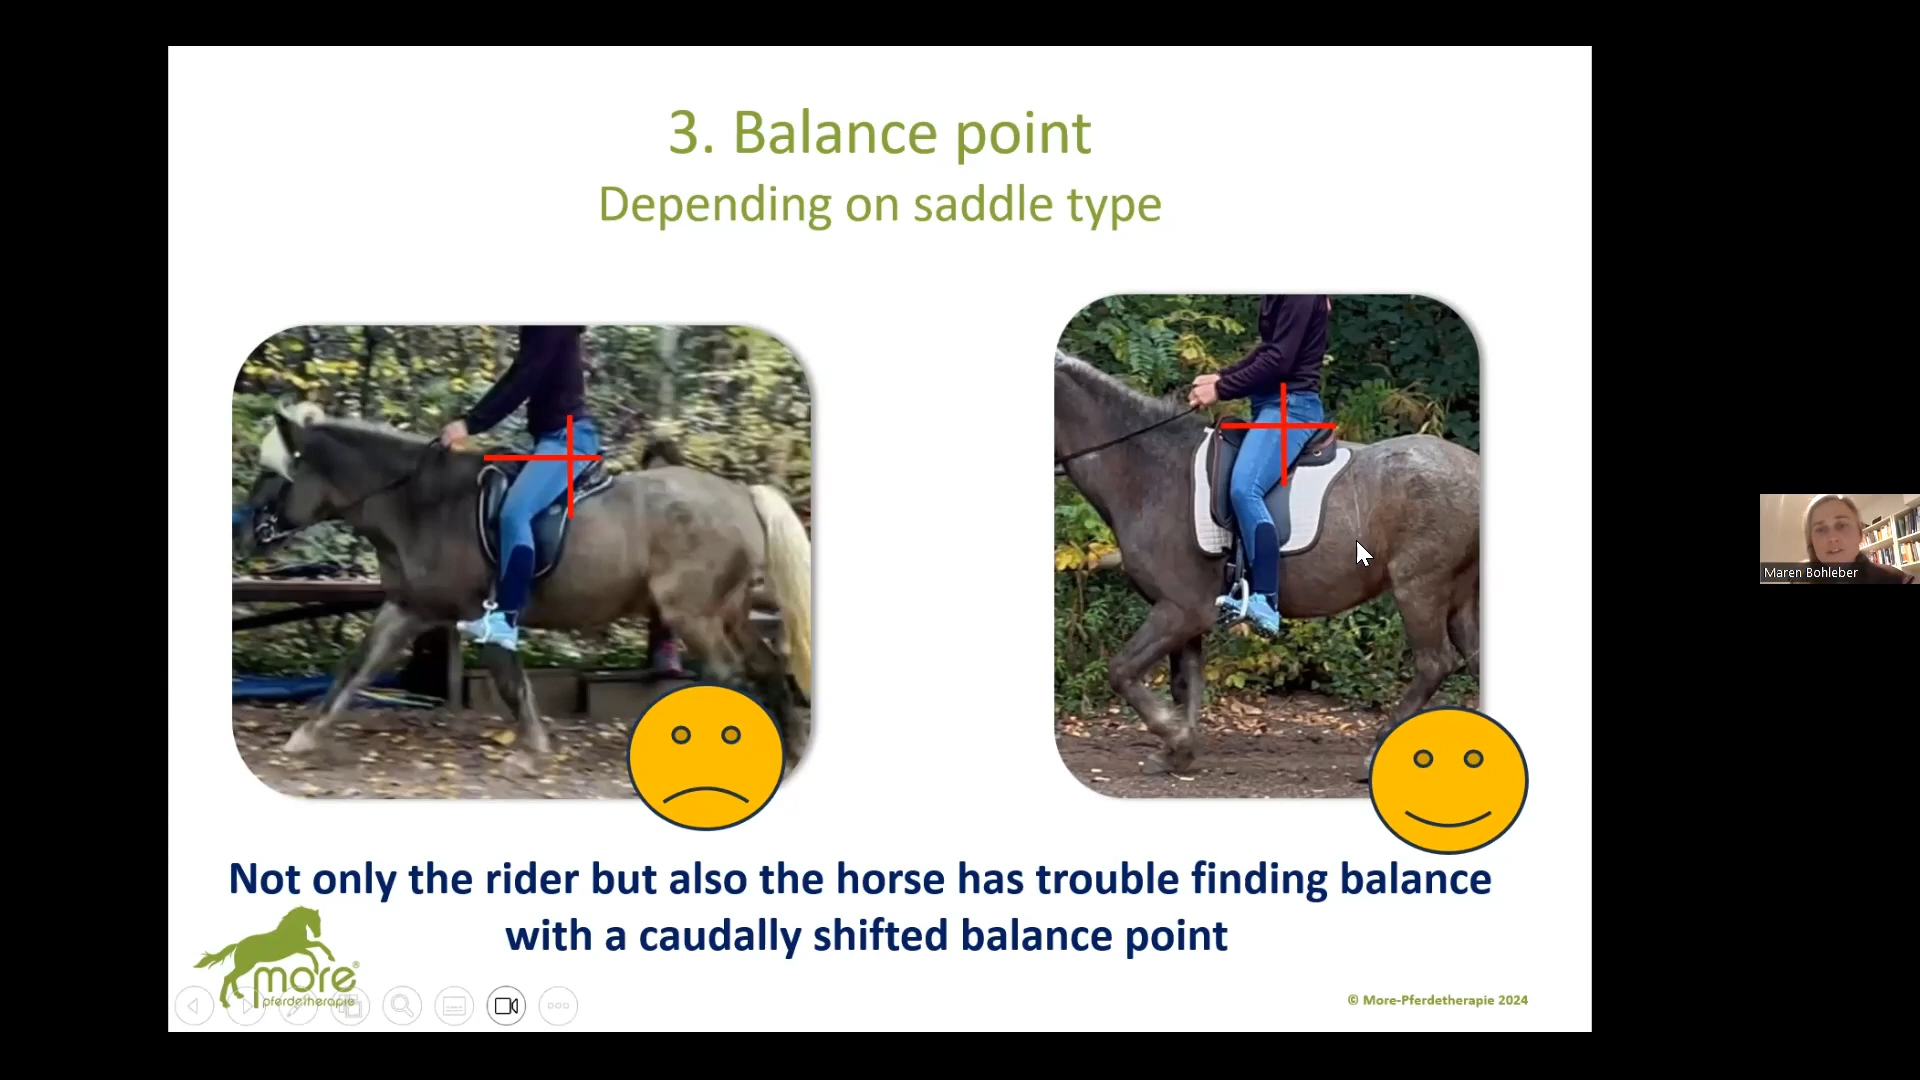 3. Balance point
Depending on saddle type
Maren Bohleber
Not only the rider but also the horse has trouble finding balance
with a caudally shifted balance point
more®
pferdetherapie
© More-Pferdetherapie 2024